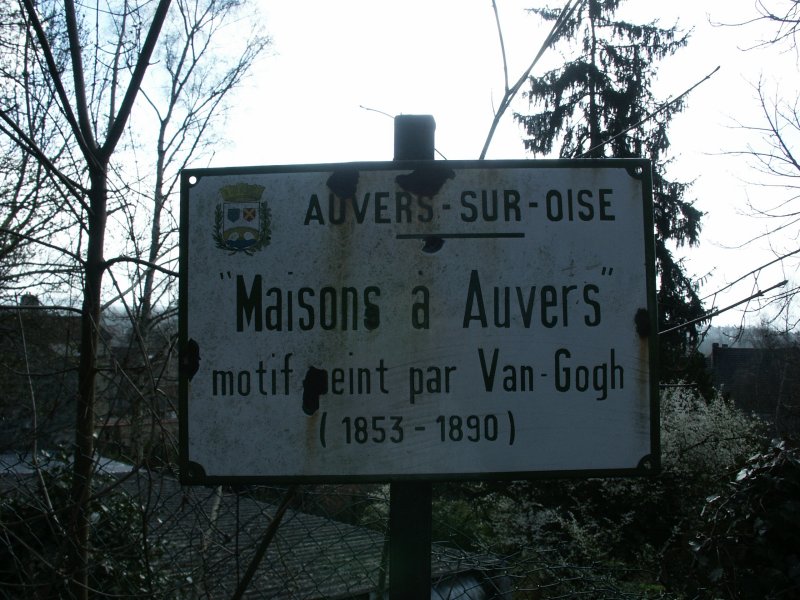 AUVERS-SUR-OISE
"Maisons à Auvers"
motif peint par Van-Gogh
(1853-1890)